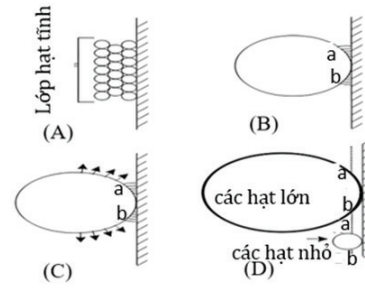 Lớp hạt tĩnh
(A)
a
b
(B)
a
b
(C)
a
các hạt lớn
b
a
các hạt nhỏ
b
(D)